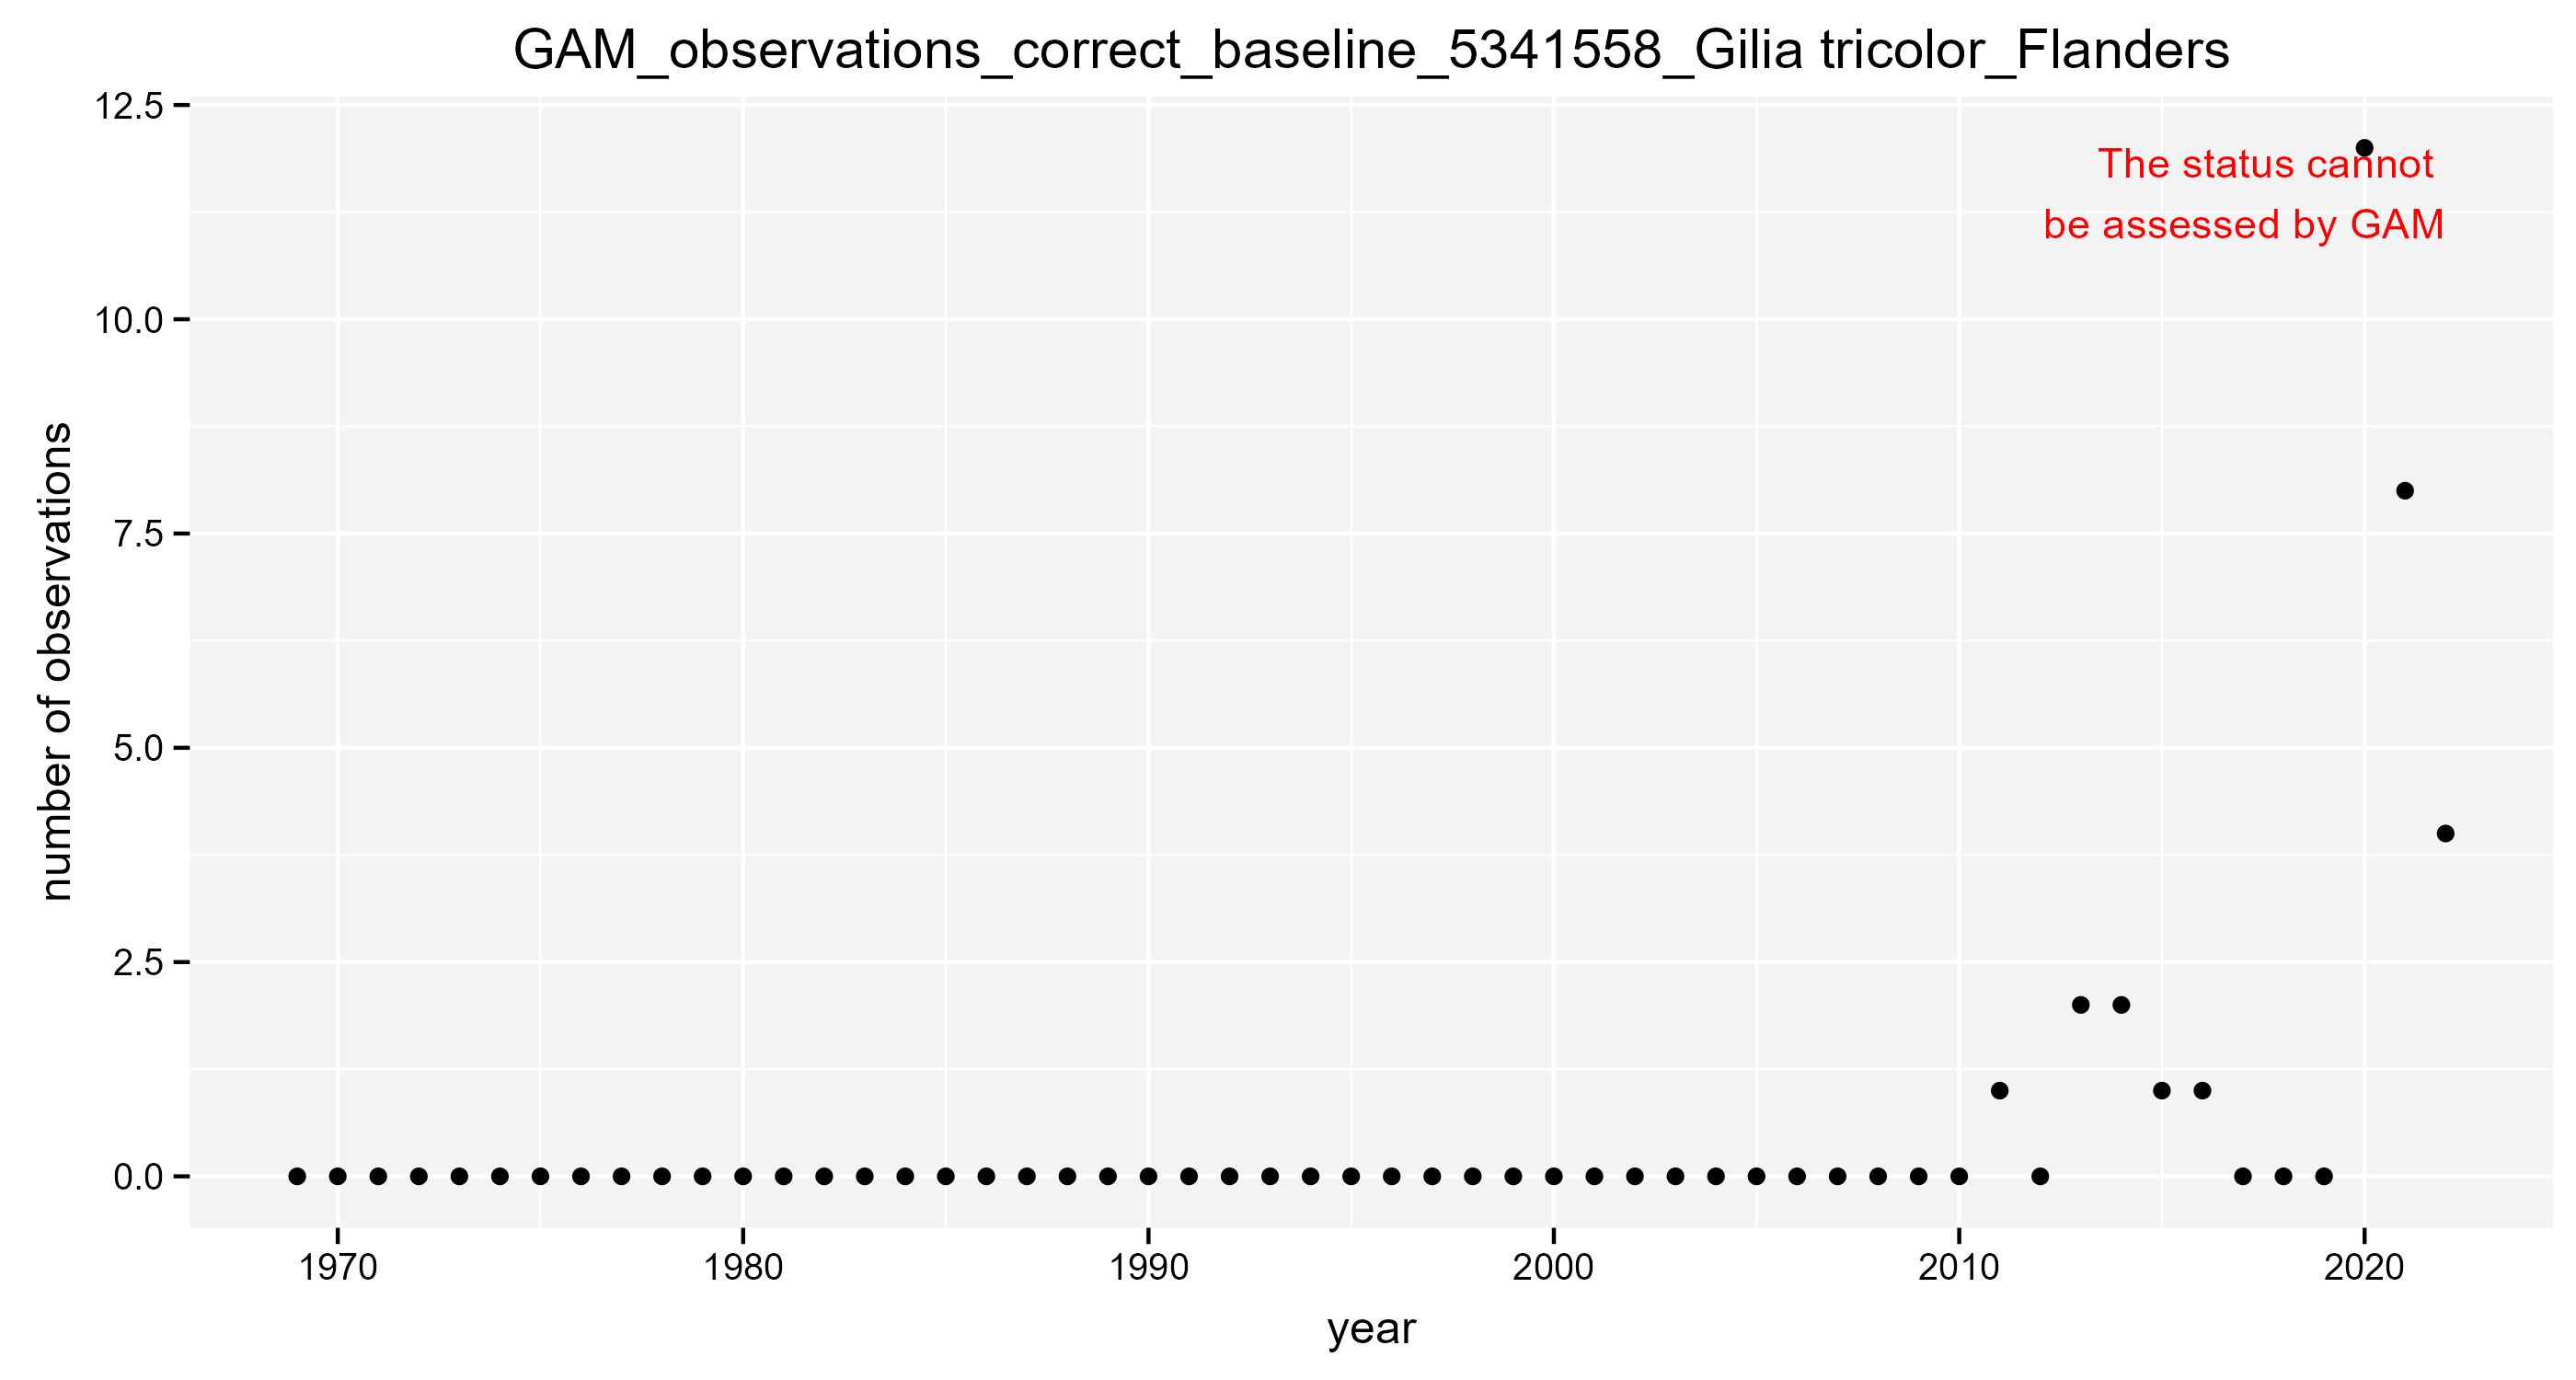 GAM_observations_correct_baseline_5341558_Gilia tricolor_Flanders
12.5
The status cannot
be assessed by GAM
10.0
7.5
5.0
2.5
0.0
number of observations
1970 1980 1990 2000 2010 2020
year